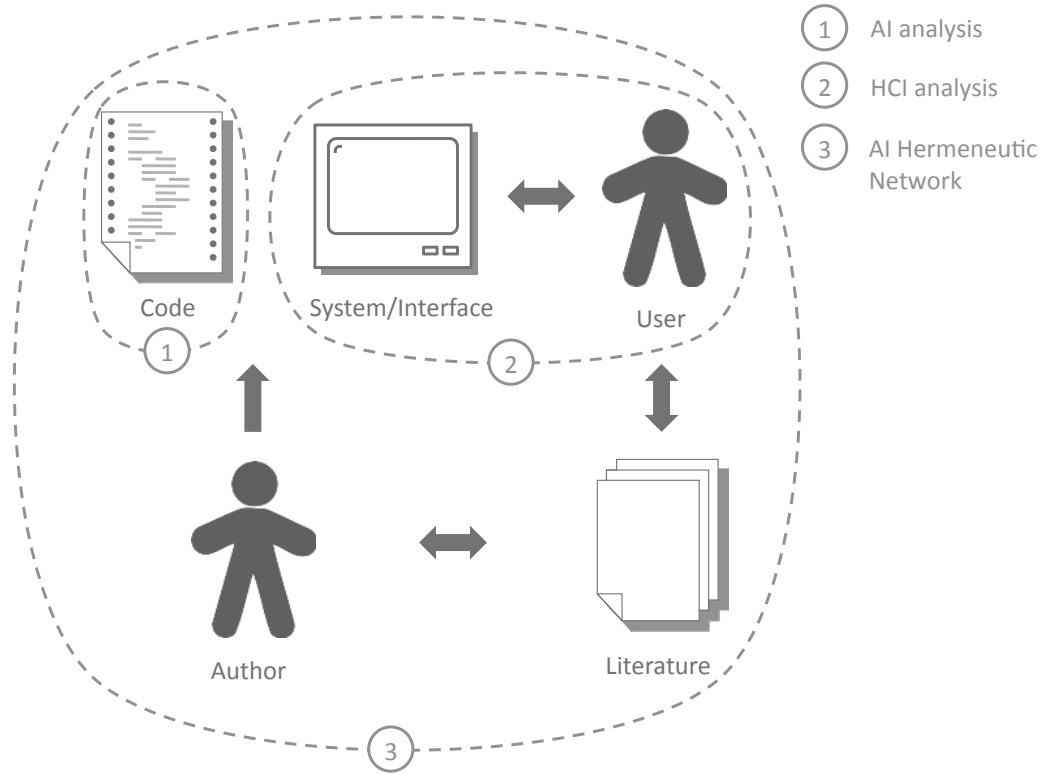 1 AI analysis
2 HCI analysis
3 AI Hermeneutic
Network
Code
System/Interface
User
1
2
Author
Literature
3